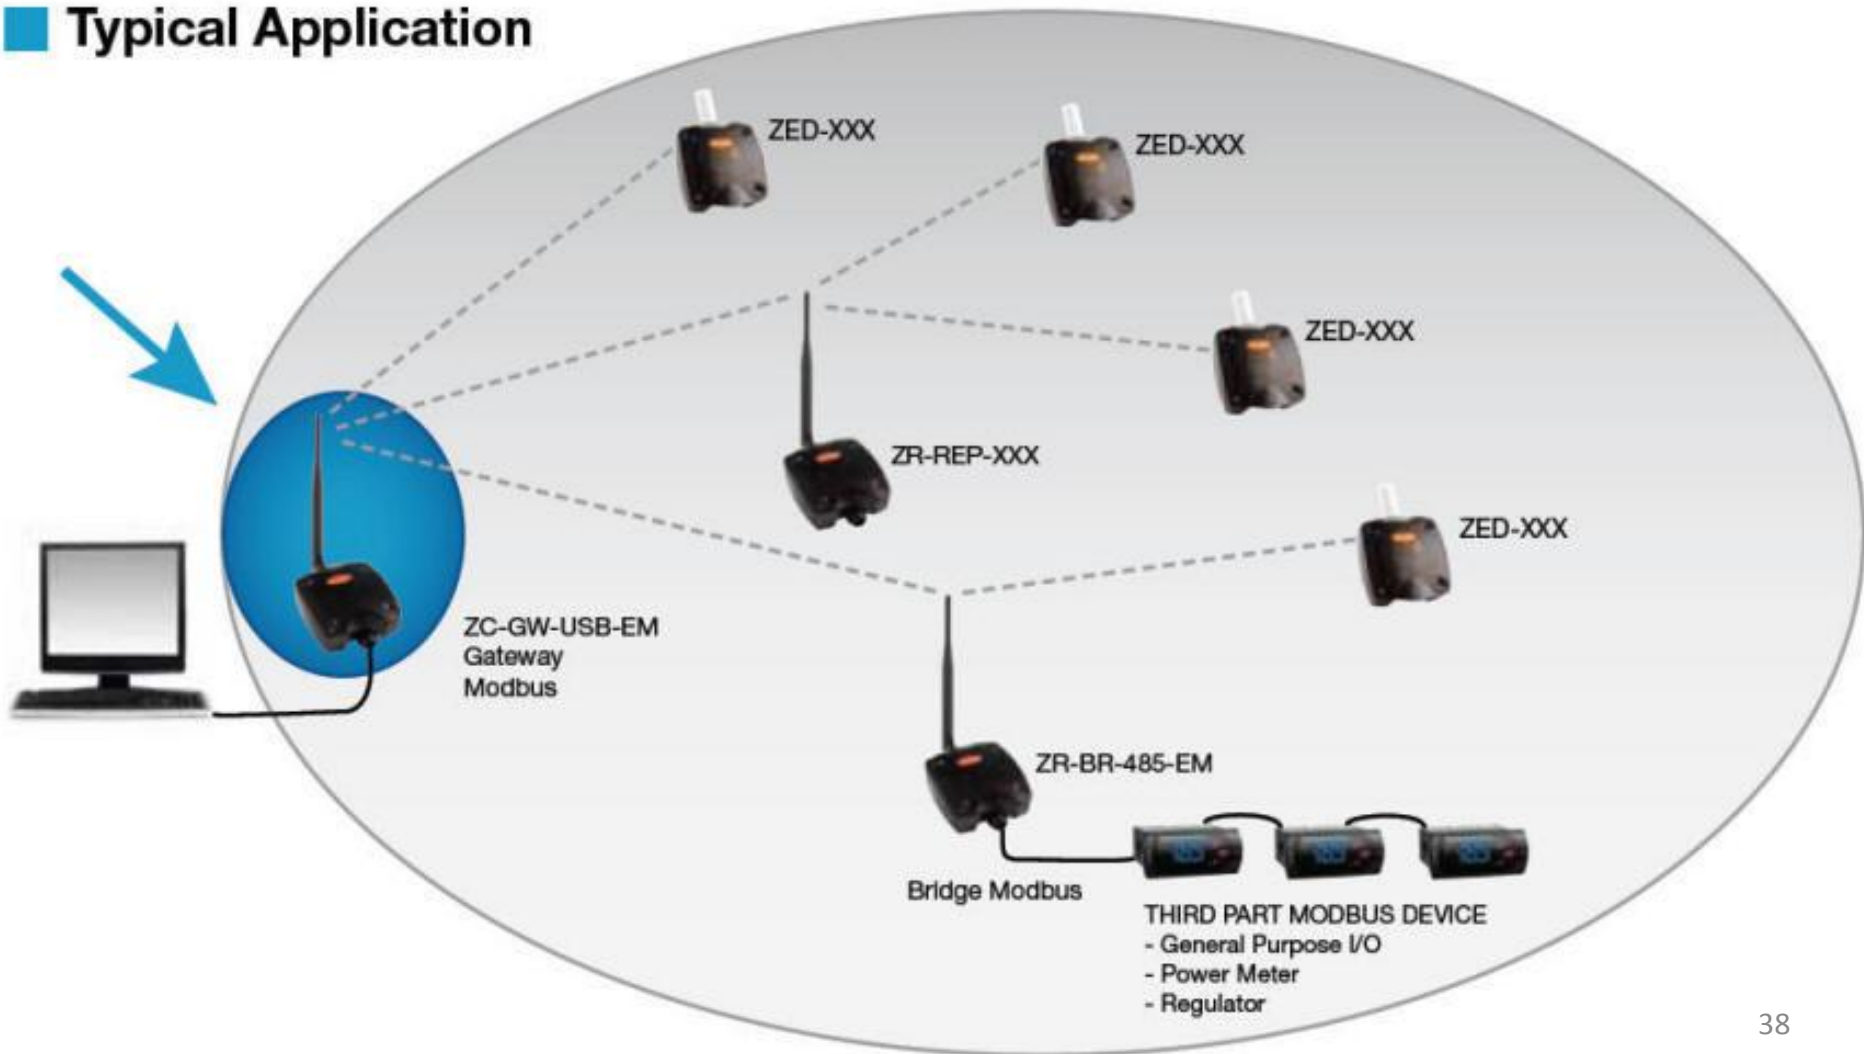 Typical Application
ZED-XXX
ZED-XXX
ZED-XXX
ZR-REP-XXX
ZED-XXX
ZC-GW-USB-EM
Gateway
Modbus
ZR-BR-485-EM
Bridge Modbus
THIRD PART MODBUS DEVICE
- General Purpose I/O
- Power Meter
- Regulator
38